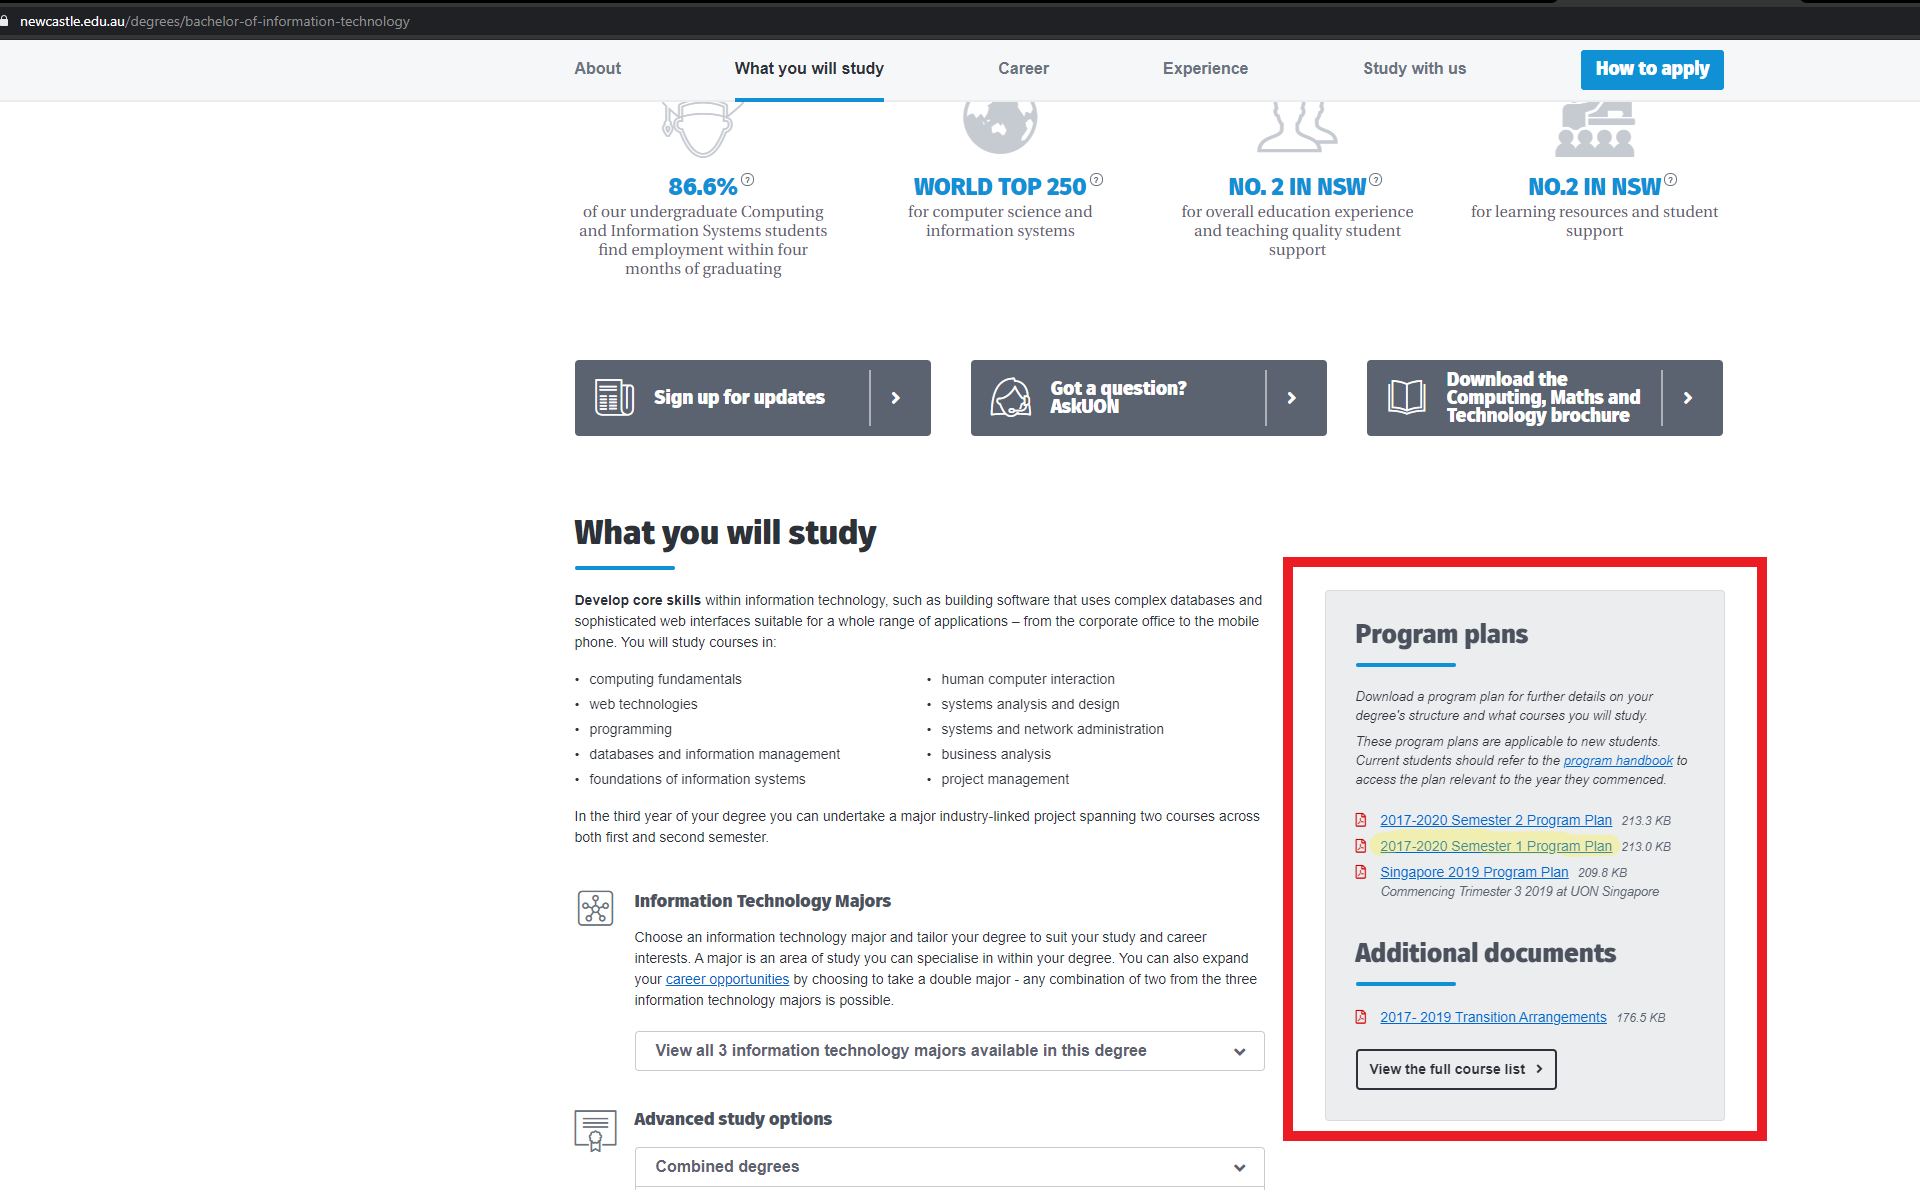 newcastle.edu.au/degrees/bachelor-of-information-technology
About
What you will study
Career
Experience
Study with us
How to apply
86.6% ?
of our undergraduate Computing
and Information Systems students
find employment within four
months of graduating
WORLD TOP 250 ?
for computer science and
information systems
NO. 2 IN NSW ?
for overall education experience
and teaching quality student
support
NO.2 IN NSW ?
for learning resources and student
support
Sign up for updates
Got a question?
AskUON
Download the
Computing, Maths and
Technology brochure
What you will study
Develop core skills within information technology, such as building software that uses complex databases and
sophisticated web interfaces suitable for a whole range of applications – from the corporate office to the mobile
phone. You will study courses in:
• computing fundamentals
• web technologies
• programming
• databases and information management
• foundations of information systems
• human computer interaction
• systems analysis and design
• systems and network administration
• business analysis
• project management
In the third year of your degree you can undertake a major industry-linked project spanning two courses across
both first and second semester.
Information Technology Majors
Choose an information technology major and tailor your degree to suit your study and career
interests. A major is an area of study you can specialise in within your degree. You can also expand
your career opportunities by choosing to take a double major - any combination of two from the three
information technology majors is possible.
View all 3 information technology majors available in this degree
Advanced study options
Combined degrees
Program plans
Download a program plan for further details on your
degree's structure and what courses you will study.
These program plans are applicable to new students.
Current students should refer to the program handbook to
access the plan relevant to the year they commenced.
2017-2020 Semester 2 Program Plan 213.3 KB
2017-2020 Semester 1 Program Plan 213.0 KB
Singapore 2019 Program Plan 209.8 KB
Commencing Trimester 3 2019 at UON Singapore
Additional documents
2017- 2019 Transition Arrangements 176.5 KB
View the full course list